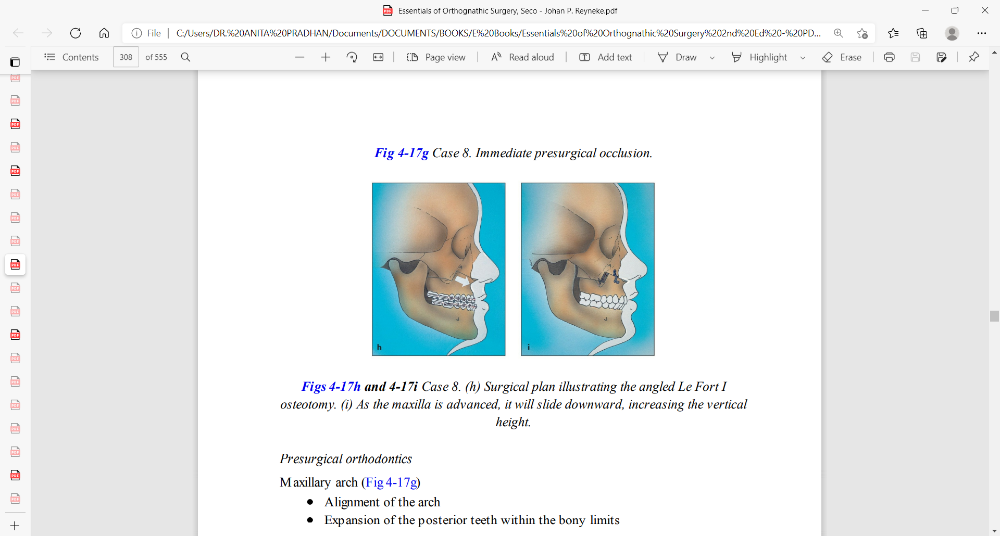 Essentials of Orthognathic Surgery, Seco - Johan P. Reyneke.pdf
File
C:/Users/DR.%20ANITA%20PRADHAN/Documents/DOCUMENTS/BOOKS/E%20Books/Essentials%20of%20Orthognathic%20Surgery%202nd%20Ed%20-%20PD...
Contents 308 of 555 Page view Read aloud Add text Draw Highlight Erase
Fig 4-17g Case 8. Immediate presurgical occlusion.
h i
Figs 4-17h and 4-17i Case 8. (h) Surgical plan illustrating the angled Le Fort I
osteotomy. (i) As the maxilla is advanced, it will slide downward, increasing the vertical
height.
Presurgical orthodontics
Maxillary arch (Fig 4-17g)
• Alignment of the arch
• Expansion of the posterior teeth within the bony limits